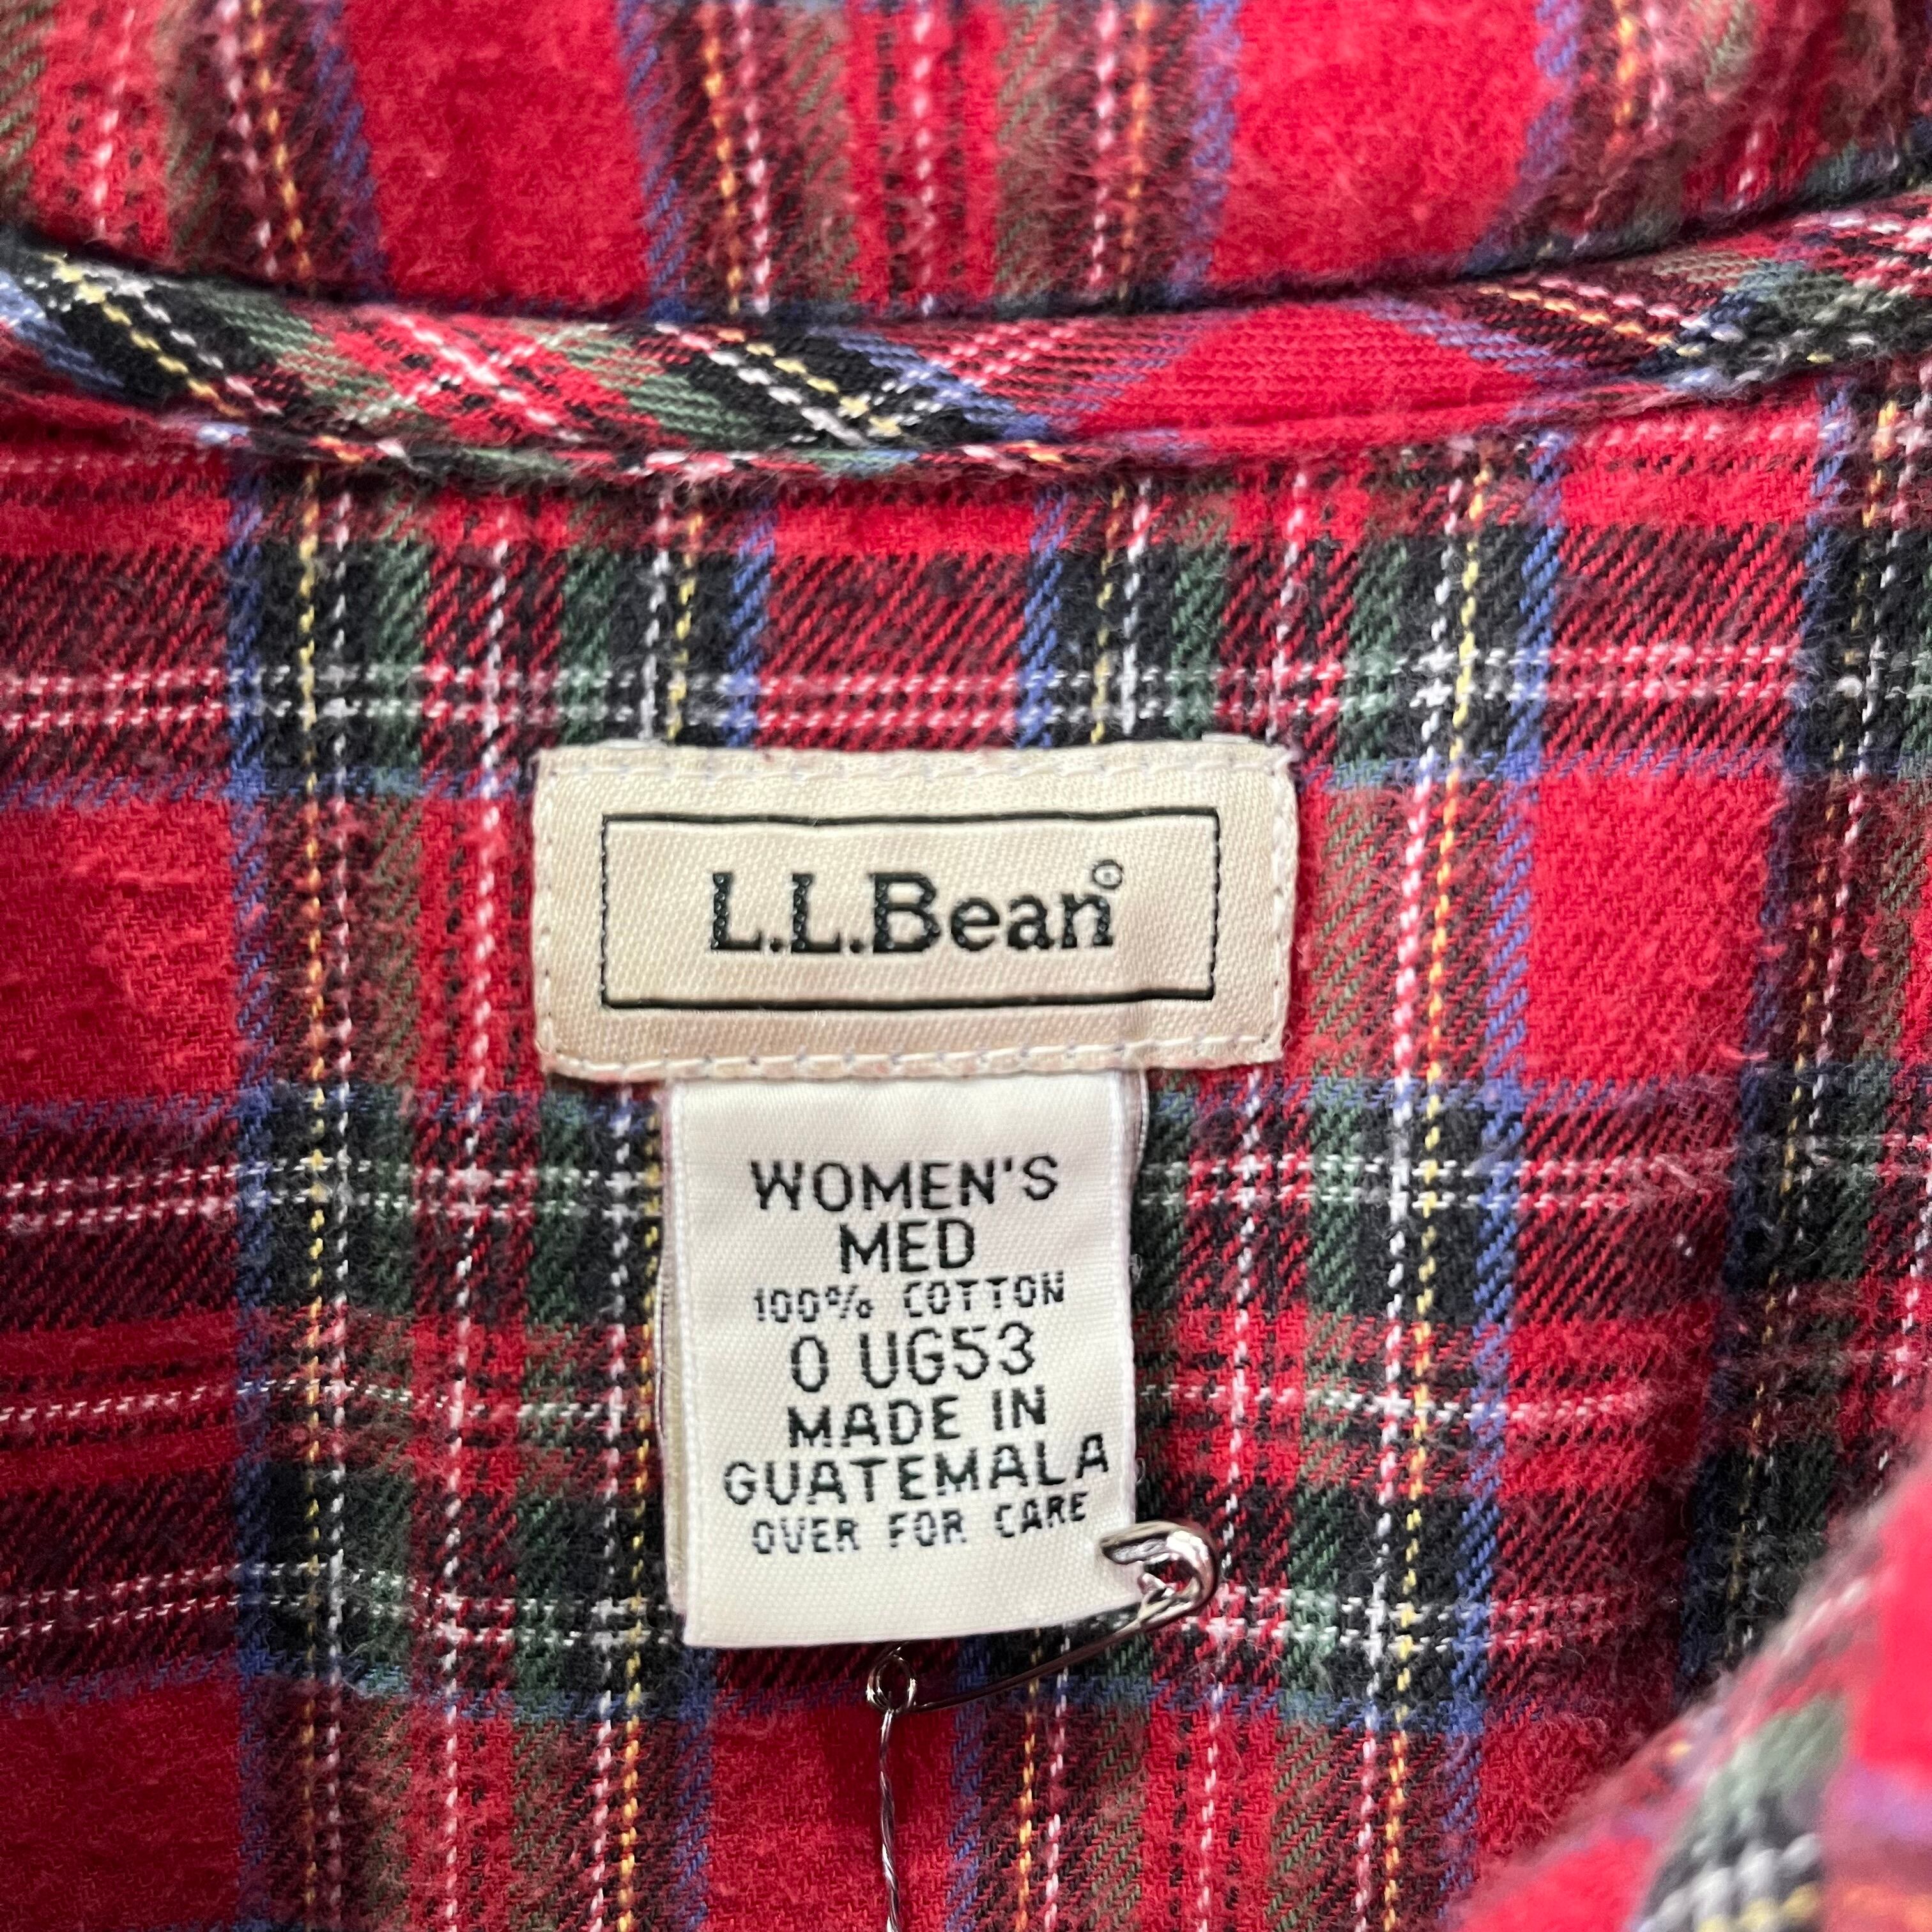 L.L.Bean®
WOMEN'S
MED
100% COTTON
0 UG53
MADE IN
GUATEMALA
OVER FOR CARE